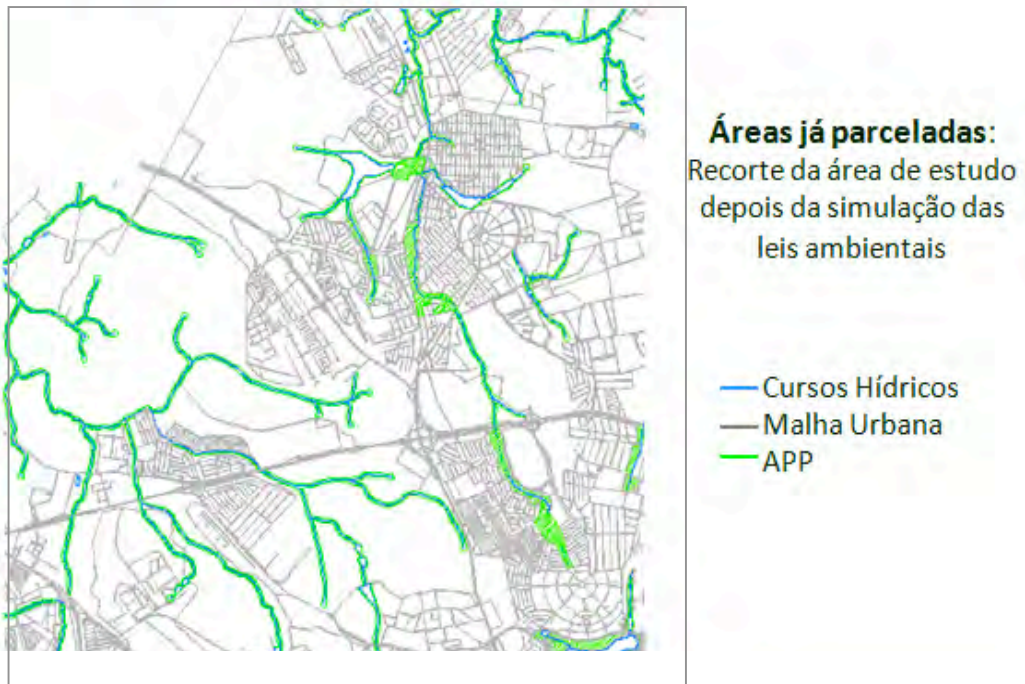 Áreas já parceladas:
Recorte da área de estudo
depois da simulação das
leis ambientais
Cursos Hídricos
Malha Urbana
APP